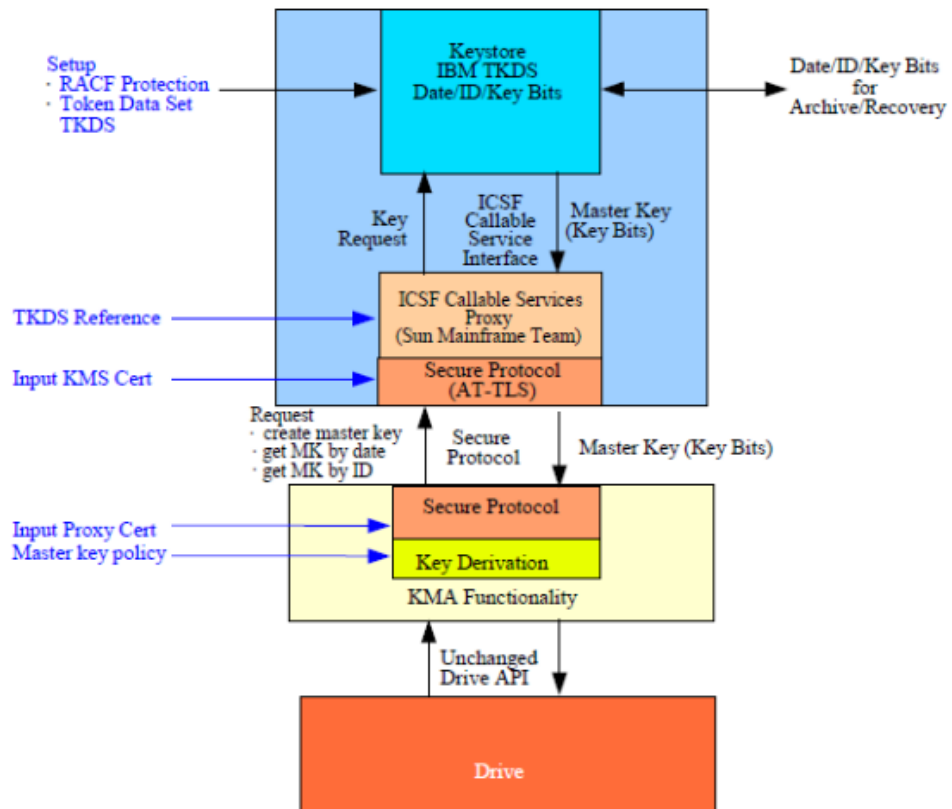 Keystore
IBM TKDS
Date/ID/Key Bits
Setup
· RACF Protection
· Token Data Set
TKDS
Date/ID/Key Bits
for
Archive/Recovery
Key
Request
ICSF
Callable
Service
Interface
Master Key
(Key Bits)
TKDS Reference
ICSF Callable Services
Proxy
(Sun Mainframe Team)
Input KMS Cert
Secure Protocol
(AT-TLS)
Request
· create master key
· get MK by date
· get MK by ID
Secure
Protocol
Master Key (Key Bits)
Input Proxy Cert
Secure Protocol
Master key policy
Key Derivation
KMA Functionality
Unchanged
Drive API
Drive